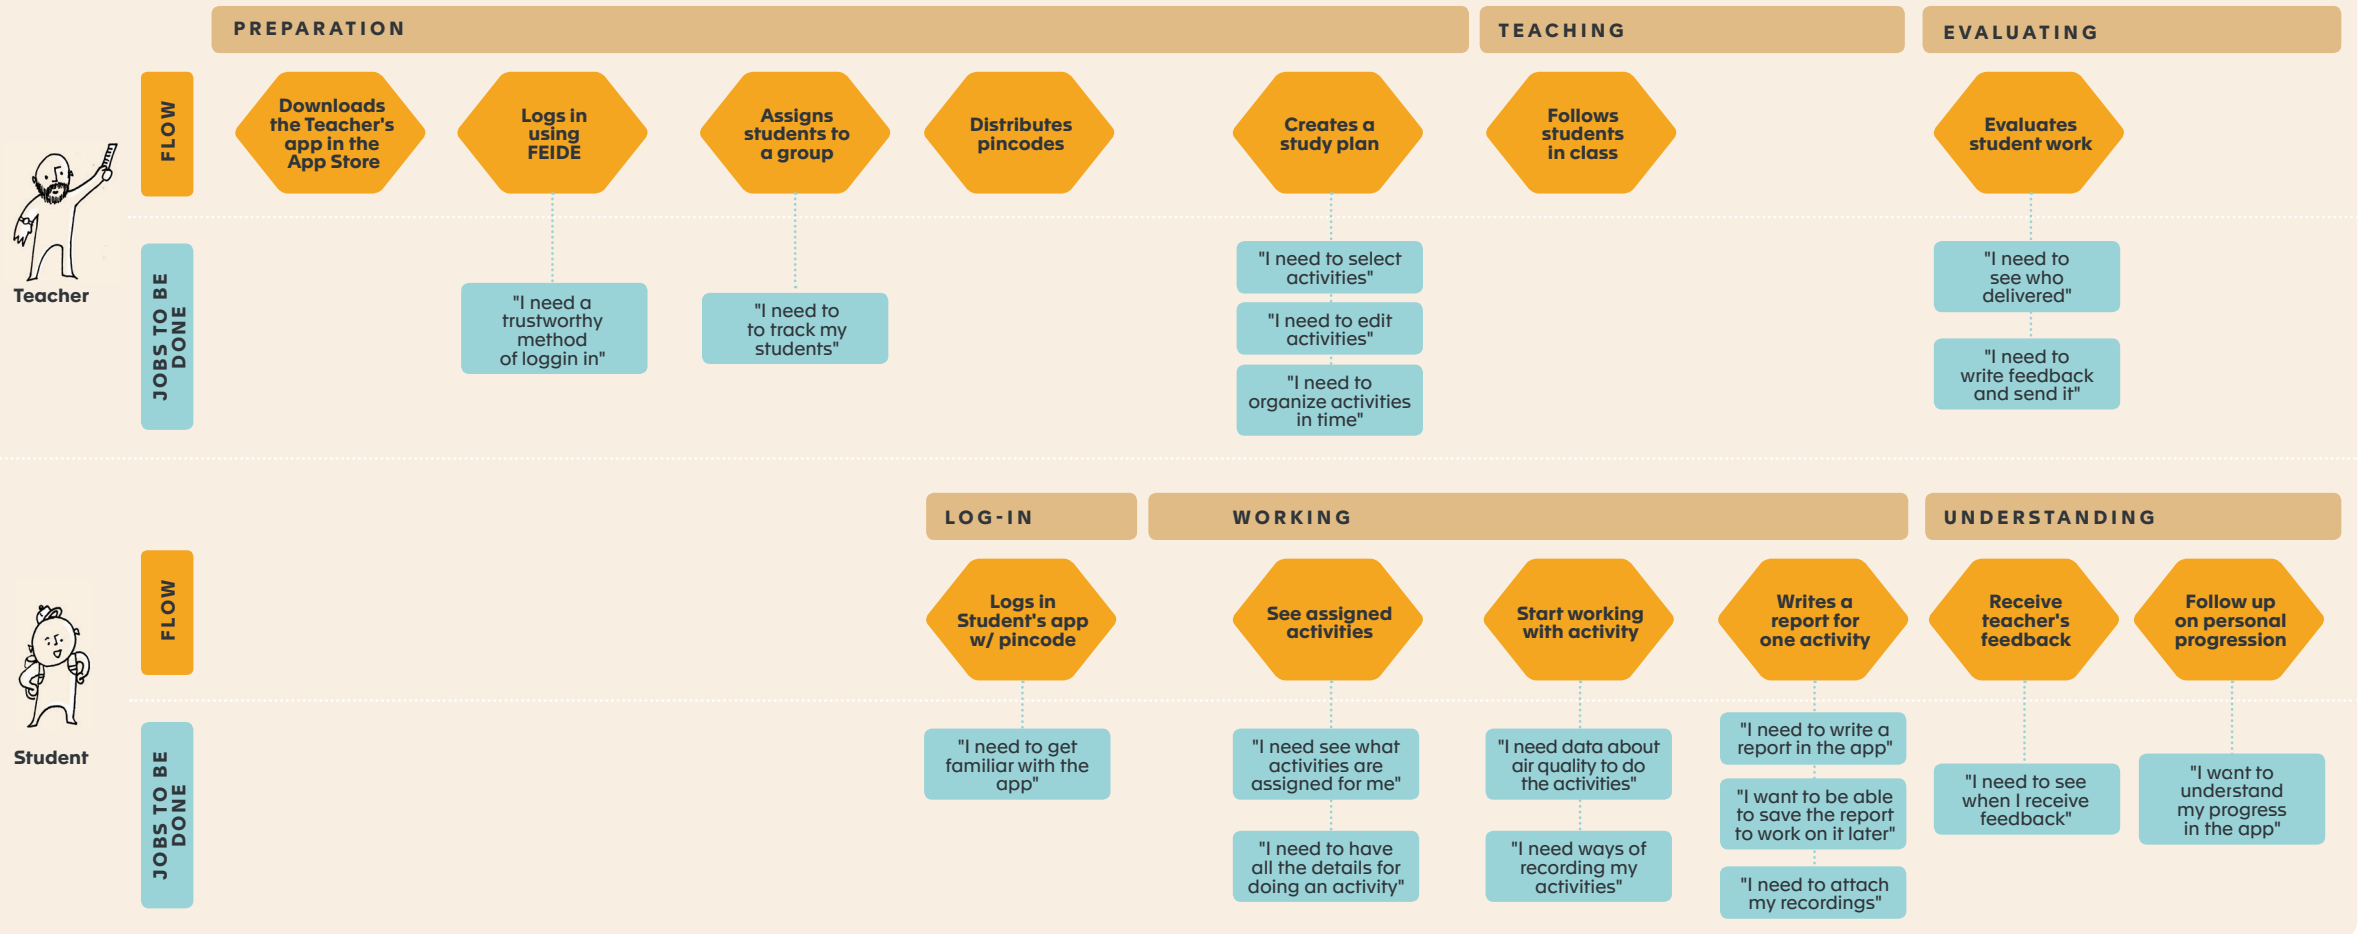 PREPARATION
TEACHING
EVALUATING
FLOW
Downloads
the Teacher's
app in the
App Store
Logs in
using
FEIDE
Assigns
students to
a group
Distributes
pincodes
Creates a
study plan
Follows
students
in class
Evaluates
student work
Teacher
JOBS TO BE
DONE
"I need a
trustworthy
method
of loggin in"
"I need to
to track my
students"
"I need to select
activities"
"I need to edit
activities"
"I need to
organize activities
in time"
"I need to
see who
delivered"
"I need to
write feedback
and send it"
LOG-IN
WORKING
UNDERSTANDING
FLOW
Logs in
Student's app
w/ pincode
See assigned
activities
Start working
with activity
Writes a
report for
one activity
Receive
teacher's
feedback
Follow up
on personal
progression
Student
JOBS TO BE
DONE
"I need to get
familiar with the
app"
"I need see what
activities are
assigned for me"
"I need to have
all the details for
doing an activity"
"I need data about
air quality to do
the activities"
"I need ways of
recording my
activities"
"I need to write a
report in the app"
"I want to be able
to save the report
to work on it later"
"I need to attach
my recordings"
"I need to see
when I receive
feedback"
"I want to
understand
my progress
in the app"